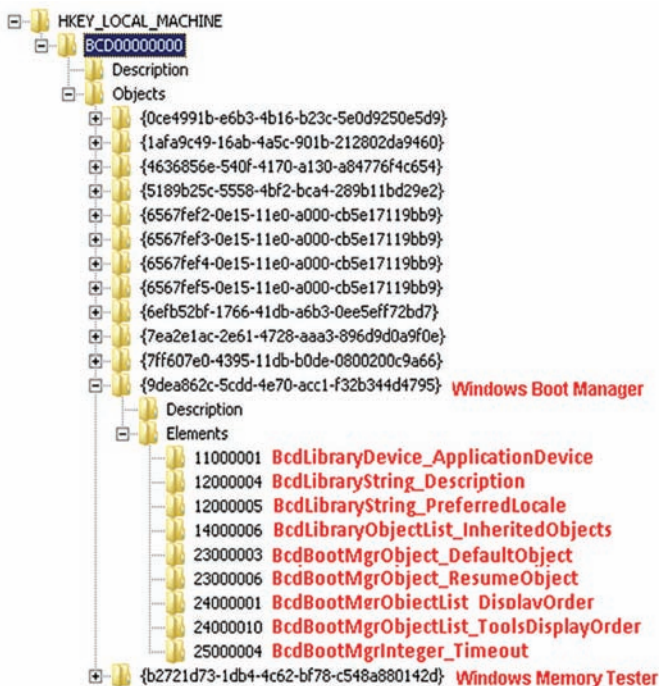 HKEY_LOCAL_MACHINE
BCD00000000
Description
Objects
{0ce4991b-e6b3-4b16-b23c-5e0d9250e5d9}
{1afa9c49-16ab-4a5c-901b-212802da9460}
{4636856e-540f-4170-a130-a84776f4c654}
{5189b25c-5558-4bf2-bca4-289b11bd29e2}
{6567fef2-0e15-11e0-a000-cb5e17119bb9}
{6567fef3-0e15-11e0-a000-cb5e17119bb9}
{6567fef4-0e15-11e0-a000-cb5e17119bb9}
{6567fef5-0e15-11e0-a000-cb5e17119bb9}
{6efb52bf-1766-41db-a6b3-0ee5eff72bd7}
{7ea2e1ac-2e61-4728-aaa3-896d9d0a9f0e}
{7ff607e0-4395-11db-b0de-0800200c9a66}
{9dea862c-5cdd-4e70-acc1-f32b344d4795} Windows Boot Manager
Description
Elements
11000001 BcdLibraryDevice_ApplicationDevice
12000004 BcdLibraryString_Description
12000005 BcdLibraryString_PreferredLocale
14000006 BcdLibraryObjectList_InheritedObjects
23000003 BcdBootMgrObject_DefaultObject
23000006 BcdBootMgrObject_ResumeObject
24000001 BcdBootMgrObjectList_DisplayOrder
24000010 BcdBootMgrObjectList_ToolsDisplayOrder
25000004 BcdBootMgrInteger_Timeout
{b2721d73-1db4-4c62-bf78-c548a880142d} Windows Memory Tester